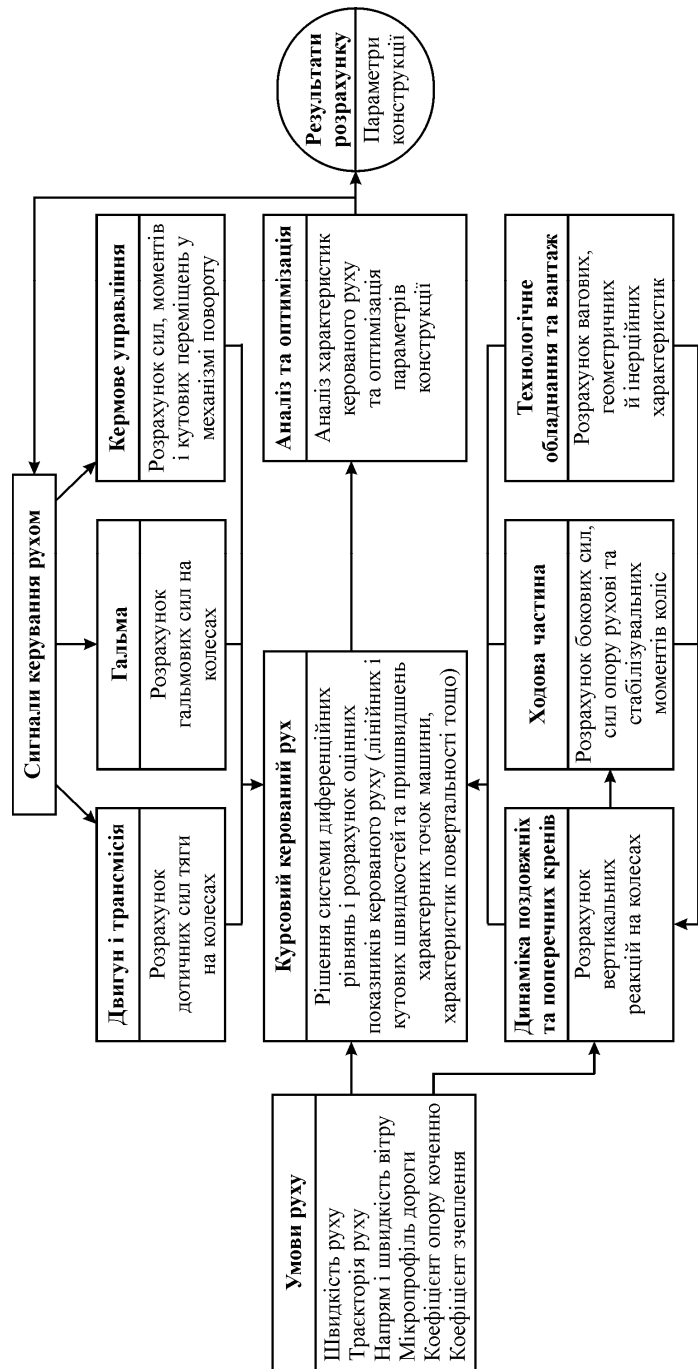 Сигнали керування рухом
Двигун і трансмісія
Розрахунок
дотичних сил тяги
на колесах
Гальма
Розрахунок
гальмових сил на
колесах
Кермове управління
Розрахунок сил, моментів
і кутових переміщень у
механізмі повороту
Умови руху
Швидкість руху
Траєкторія руху
Напрям і швидкість вітру
Мікропрофіль дороги
Коефіцієнт опору коченню
Коефіцієнт зчеплення
Курсовий керований рух
Рішення системи диференційних
рівнянь і розрахунок оцінних
показників керованого руху (лінійних і
кутових швидкостей та пришвидшень
характерних точок машини,
характеристик повертальності тощо)
Аналіз та оптимізація
Аналіз характеристик
керованого руху
та оптимізація
параметрів
конструкції
Результати
розрахунку
Параметри
конструкції
Динаміка поздовжніх
та поперечних кренів
Розрахунок
вертикальних
реакцій на колесах
Ходова частина
Розрахунок бокових сил,
сил опору рухові та
стабілізувальних
моментів коліс
Технологічне
обладнання та вантаж
Розрахунок вагових,
геометричних
й інерційних
характеристик